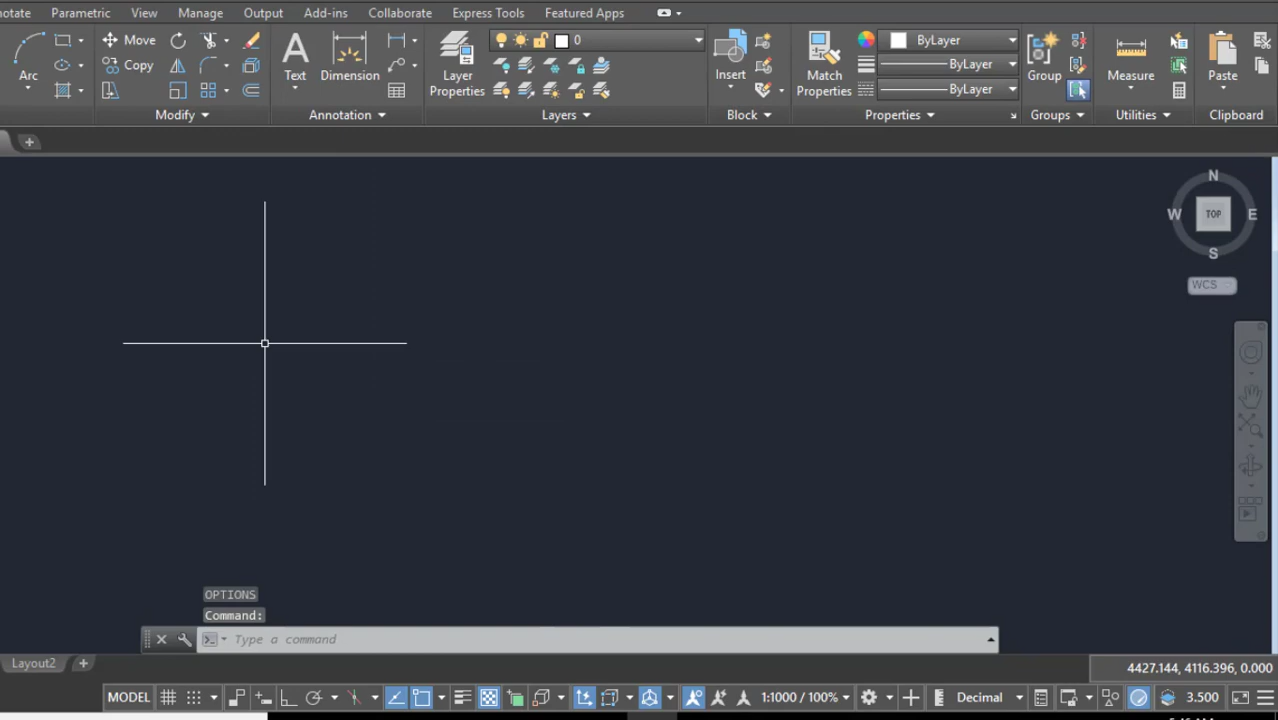 notate Parametric View Manage Output Add-ins Collaborate Express Tools Featured Apps
Arc
Move
Copy
Modify
Text
Dimension
Annotation
Layer
Properties
0
Layers
Insert
Block
Match
Properties
ByLayer
ByLayer
ByLayer
Properties
Group
Groups
Measure
Utilities
Paste
Clipboard
N
W TOP E
S
WCS
OPTIONS
Command:
Type a command
Layout2
4427.144, 4116.396, 0.000
MODEL 1:1000 / 100% Decimal 3.500